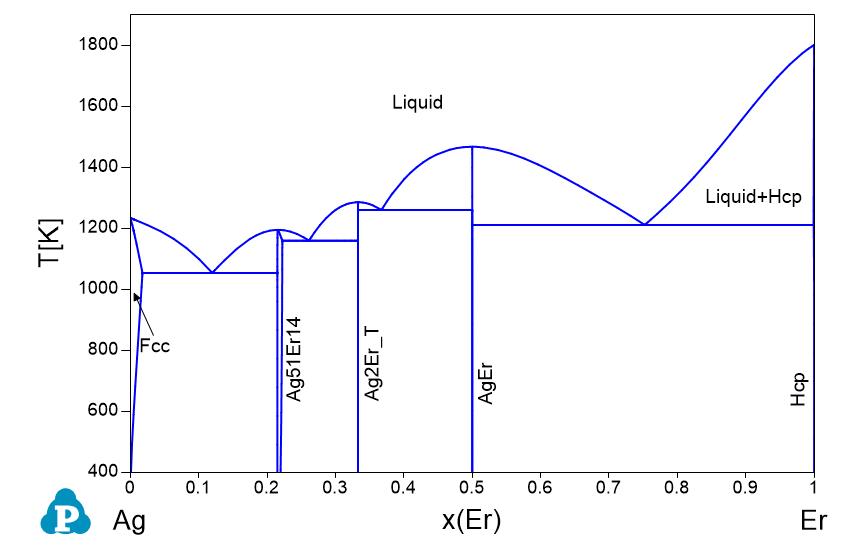 1800
1600
1400
1200
1000
800
600
400
T[K]
Liquid
Liquid+Hcp
Fcc
Ag51Er14
Ag2Er_T
AgEr
Hcp
0 0.1 0.2 0.3 0.4 0.5 0.6 0.7 0.8 0.9 1
P
Ag x(Er) Er